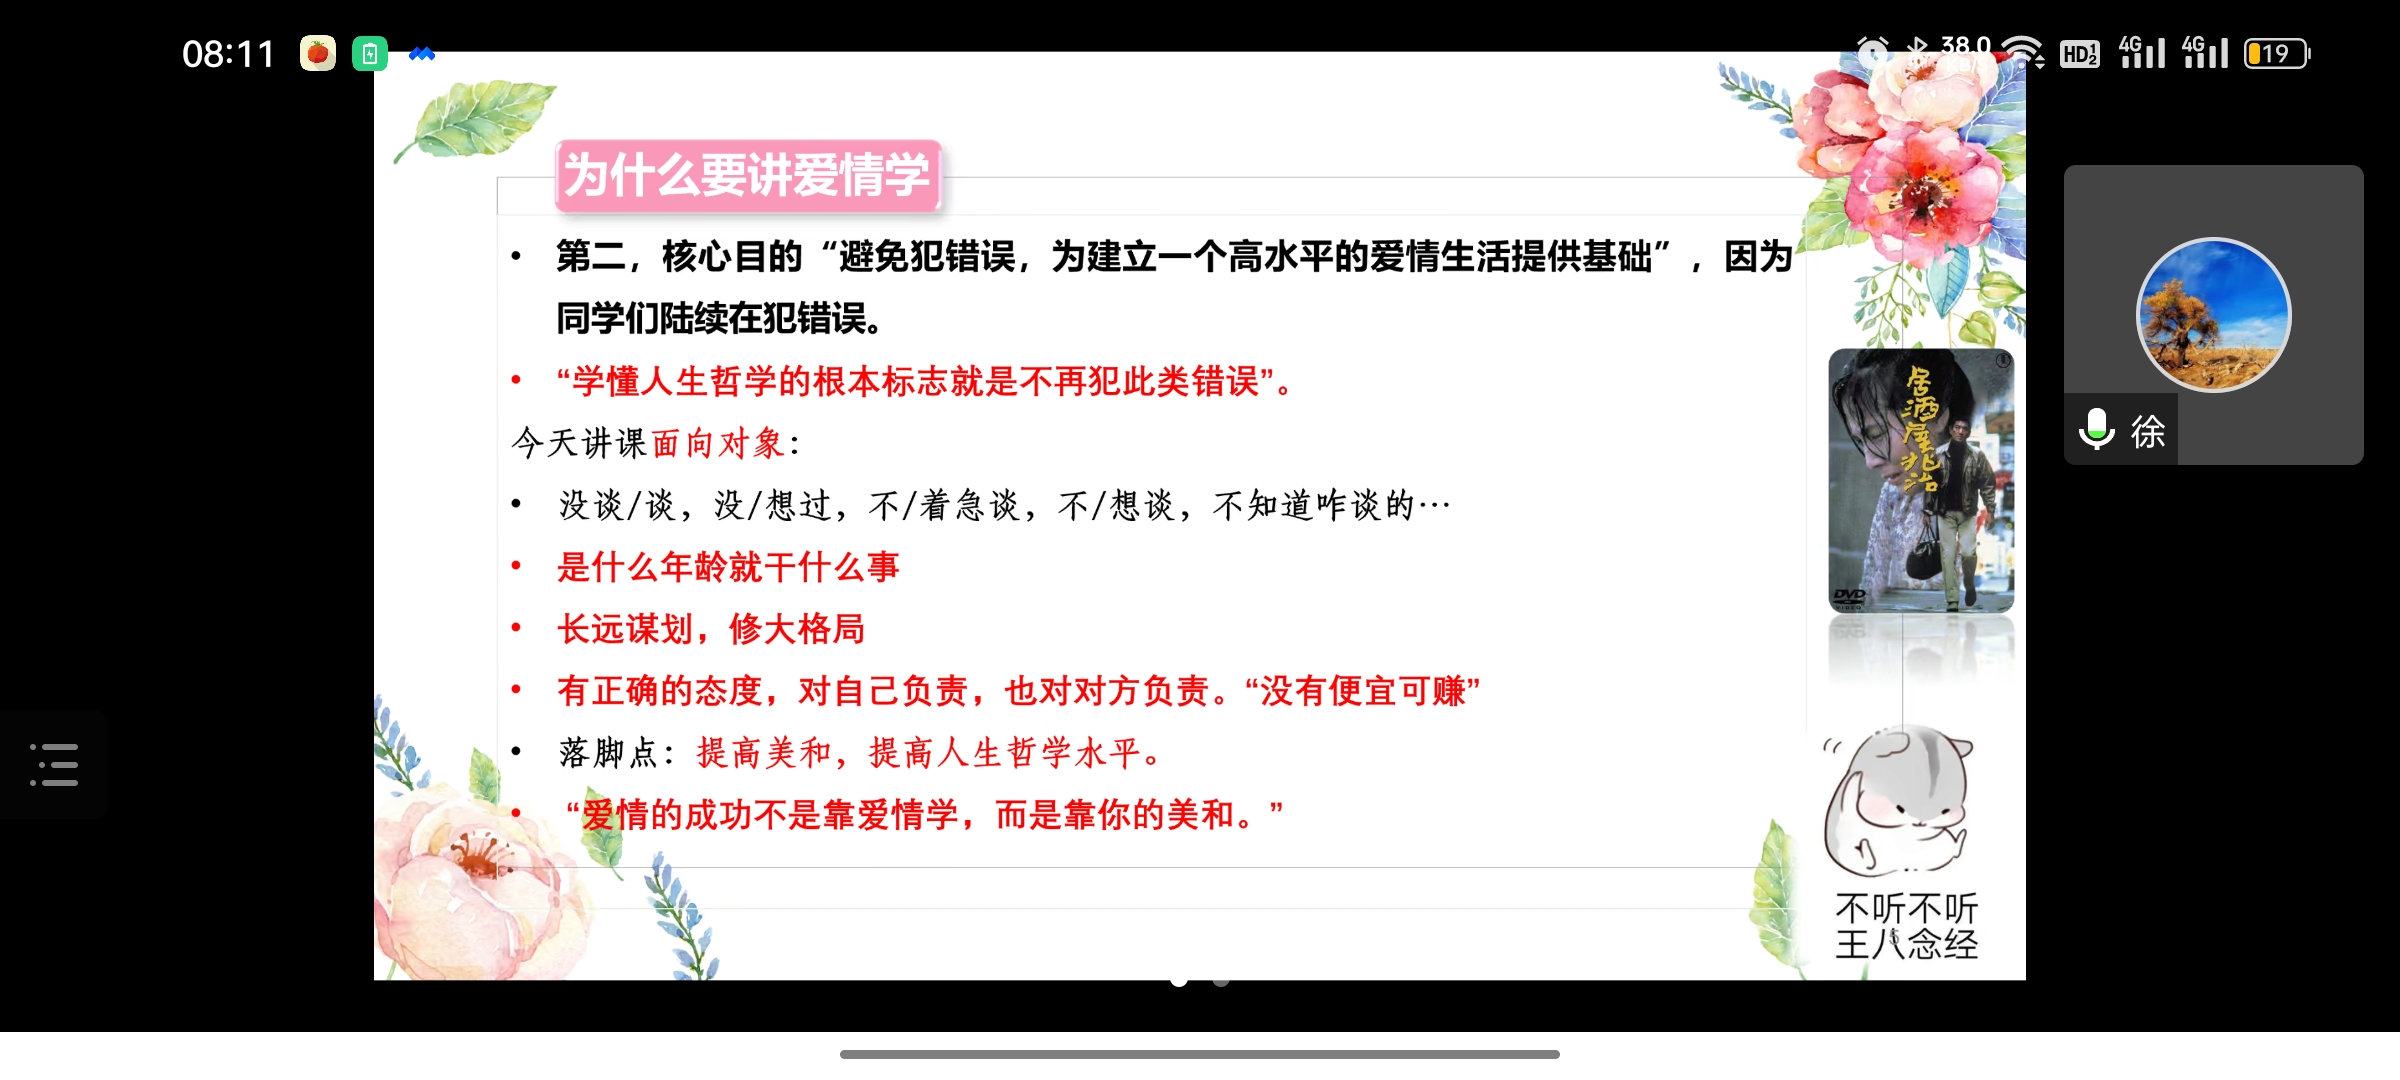 08:11
38.0
HD 1 2
4G
4G
19
为什么要讲爱情学
• 第二，核心目的“避免犯错误，为建立一个高水平的爱情生活提供基础”，因为
同学们陆续在犯错误。
• “学懂人生哲学的根本标志就是不再犯此类错误”。
今天讲课面向对象：
• 没谈/谈，没/想过，不/着急谈，不/想谈，不知道咋谈的…
• 是什么年龄就干什么事
• 长远谋划，修大格局
• 有正确的态度，对自己负责，也对对方负责。“没有便宜可赚”
• 落脚点：提高美和，提高人生哲学水平。
• “爱情的成功不是靠爱情学，而是靠你的美和。”
居酒屋兆治
DVD
VIDEO
不听不听
王八念经
5
徐